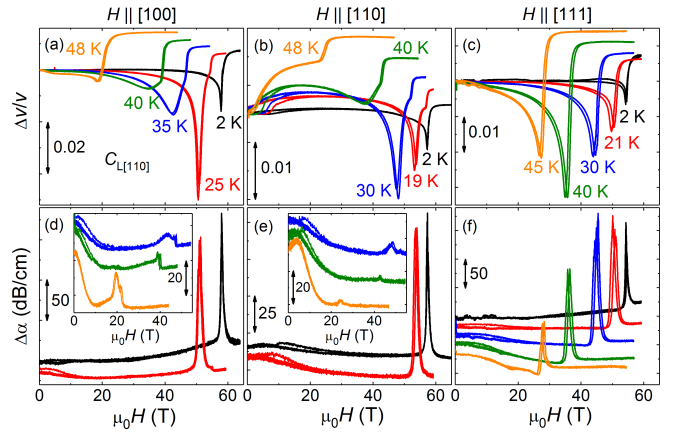 H || [100] H || [110] H || [111]
(a) 48 K 40 K 35 K 25 K 2 K 0.02 C_L[110]
(b) 48 K 40 K 30 K 19 K 2 K 0.01
(c) 45 K 40 K 30 K 21 K 2 K 0.01
Δv/v
(d) 50
0 20 40
μ₀H (T)
20
(e) 25
0 20 40
μ₀H (T)
20
(f) 50
Δα (dB/cm)
0 20 40 60 0 20 40 60 0 20 40 60
μ₀H (T) μ₀H (T) μ₀H (T)